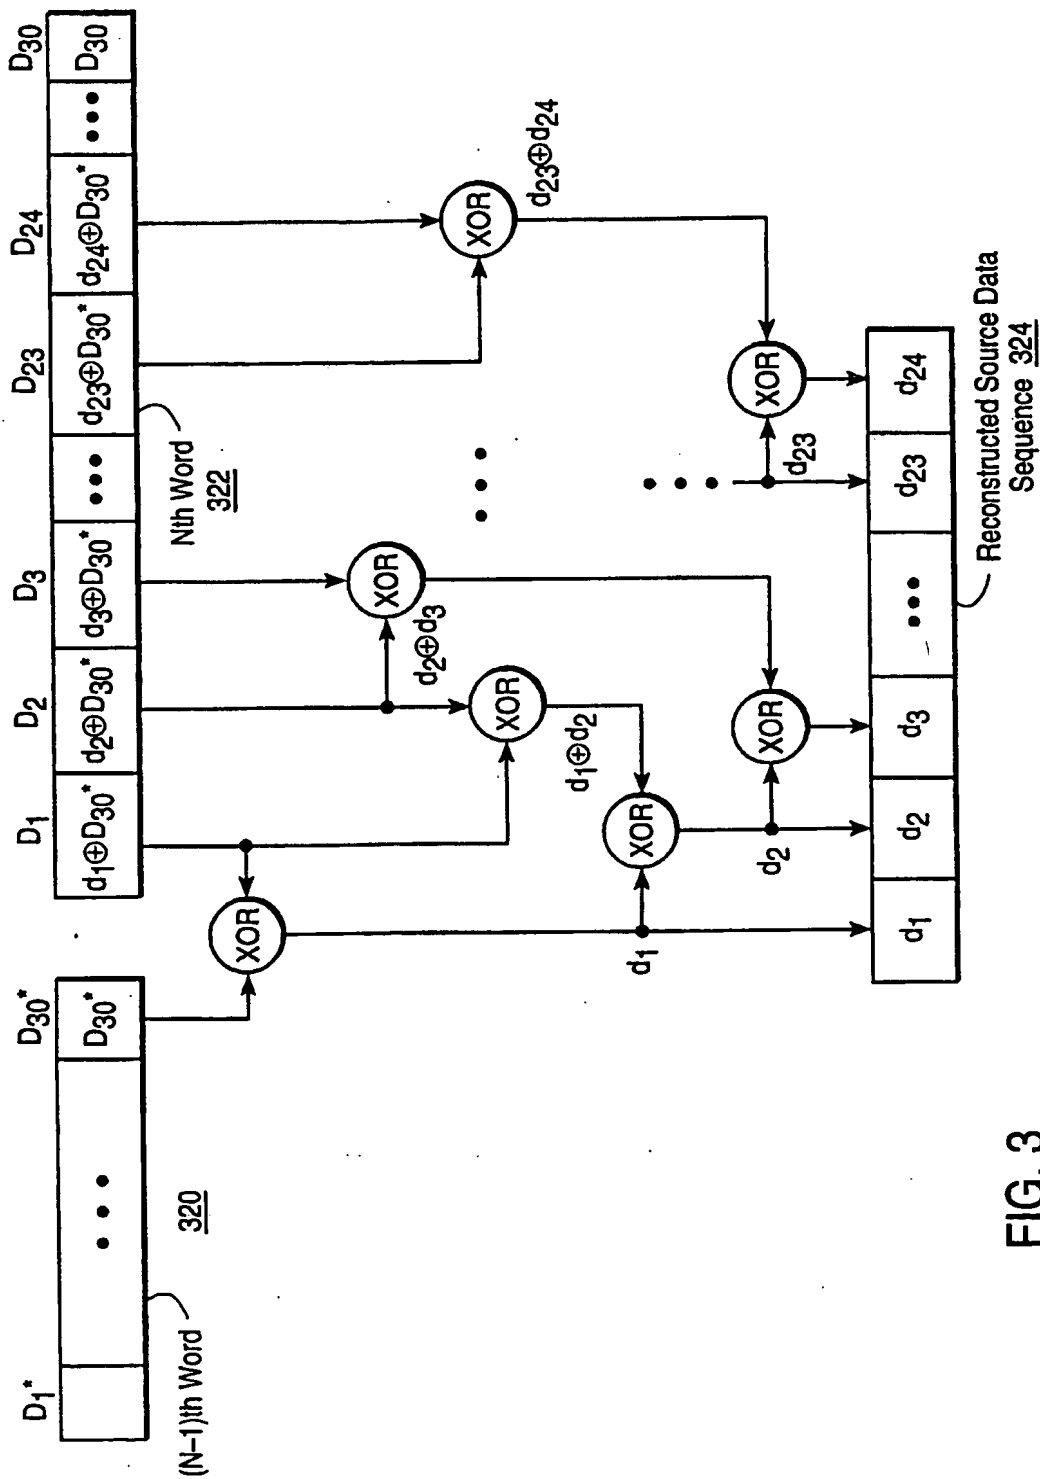 D1* D30* D1 D2 D3 D23 D24 D30
D30* d1⊕D30* d2⊕D30* d3⊕D30* ••• d23⊕D30* d24⊕D30* ••• D30
•••
(N–1)th Word
320
Nth Word
322
XOR
XOR
d2⊕d3
XOR
XOR
d23⊕d24
d1⊕d2
XOR
d1
XOR
d2
XOR
d23
d1 d2 d3 ••• d23 d24
Reconstructed Source Data
Sequence 324
FIG. 3